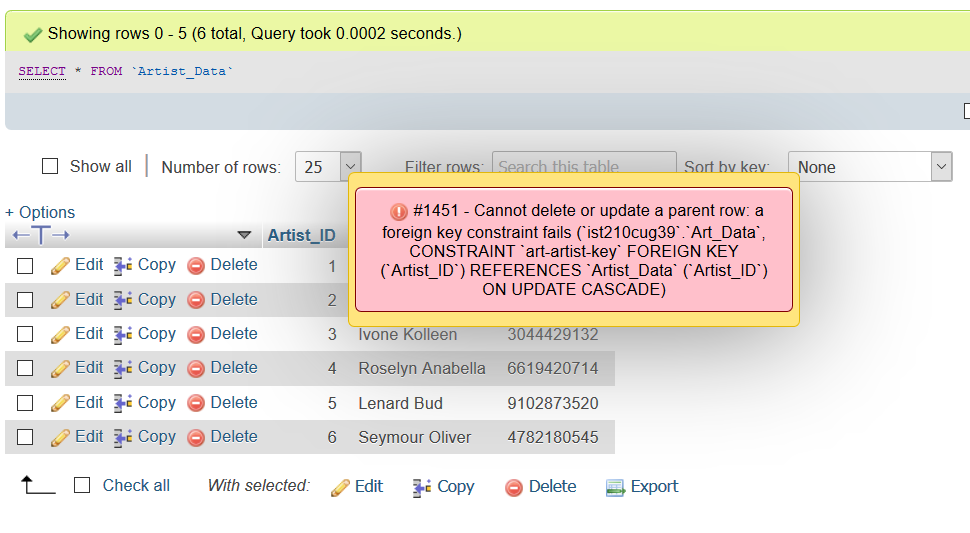 Showing rows 0 - 5 (6 total, Query took 0.0002 seconds.)
SELECT * FROM `Artist_Data`
Show all Number of rows: 25 Filter rows: Search this table Sort by key: None
+ Options
Artist_ID
#1451 - Cannot delete or update a parent row: a
foreign key constraint fails (`ist210cug39`.`Art_Data`,
CONSTRAINT `art-artist-key` FOREIGN KEY
(`Artist_ID`) REFERENCES `Artist_Data` (`Artist_ID`)
ON UPDATE CASCADE)
Edit Copy Delete 1
Edit Copy Delete 2
Edit Copy Delete 3 Ivone Kolleen 3044429132
Edit Copy Delete 4 Roselyn Anabella 6619420714
Edit Copy Delete 5 Lenard Bud 9102873520
Edit Copy Delete 6 Seymour Oliver 4782180545
Check all With selected: Edit Copy Delete Export